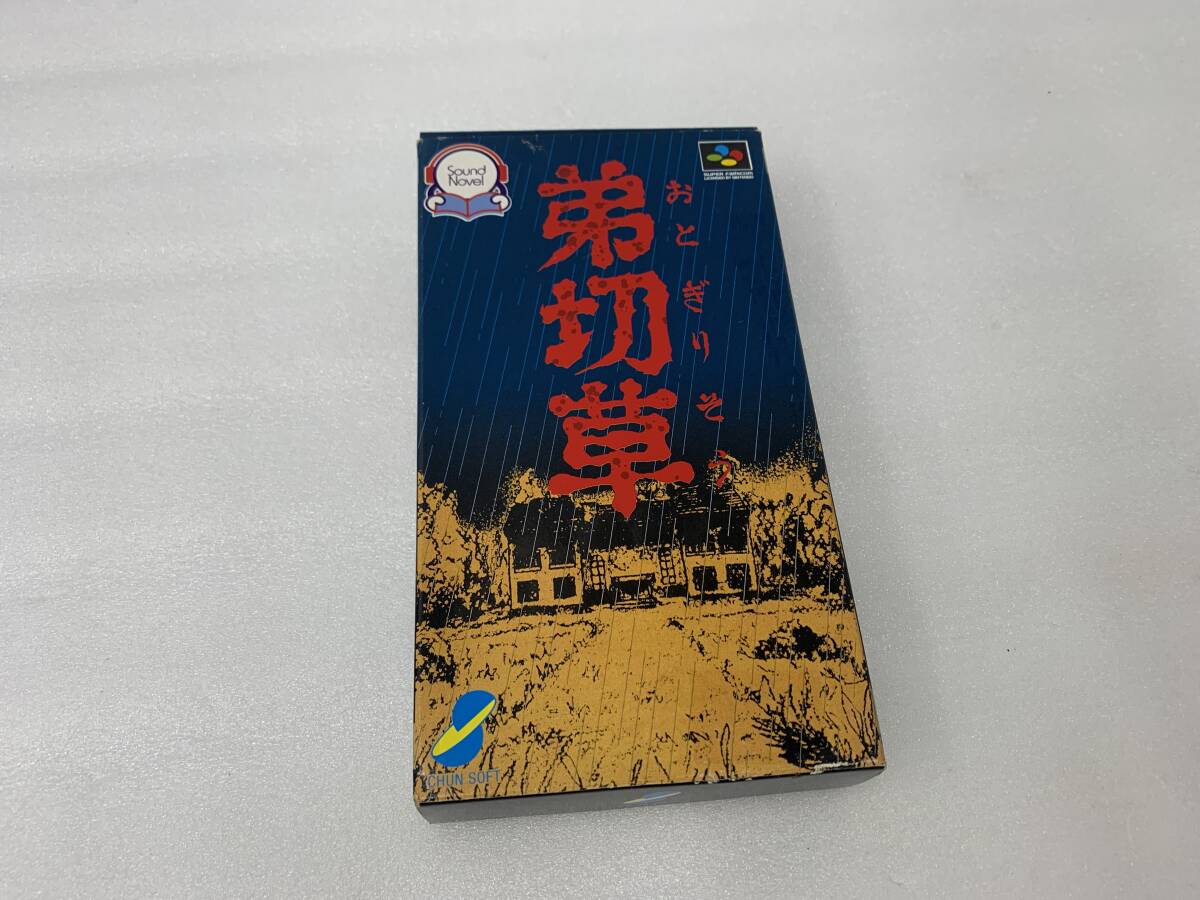 Sound
Novel
SUPER FAMICOM
LICENSED BY NINTENDO
弟切草
おとぎりそう
CHUN SOFT